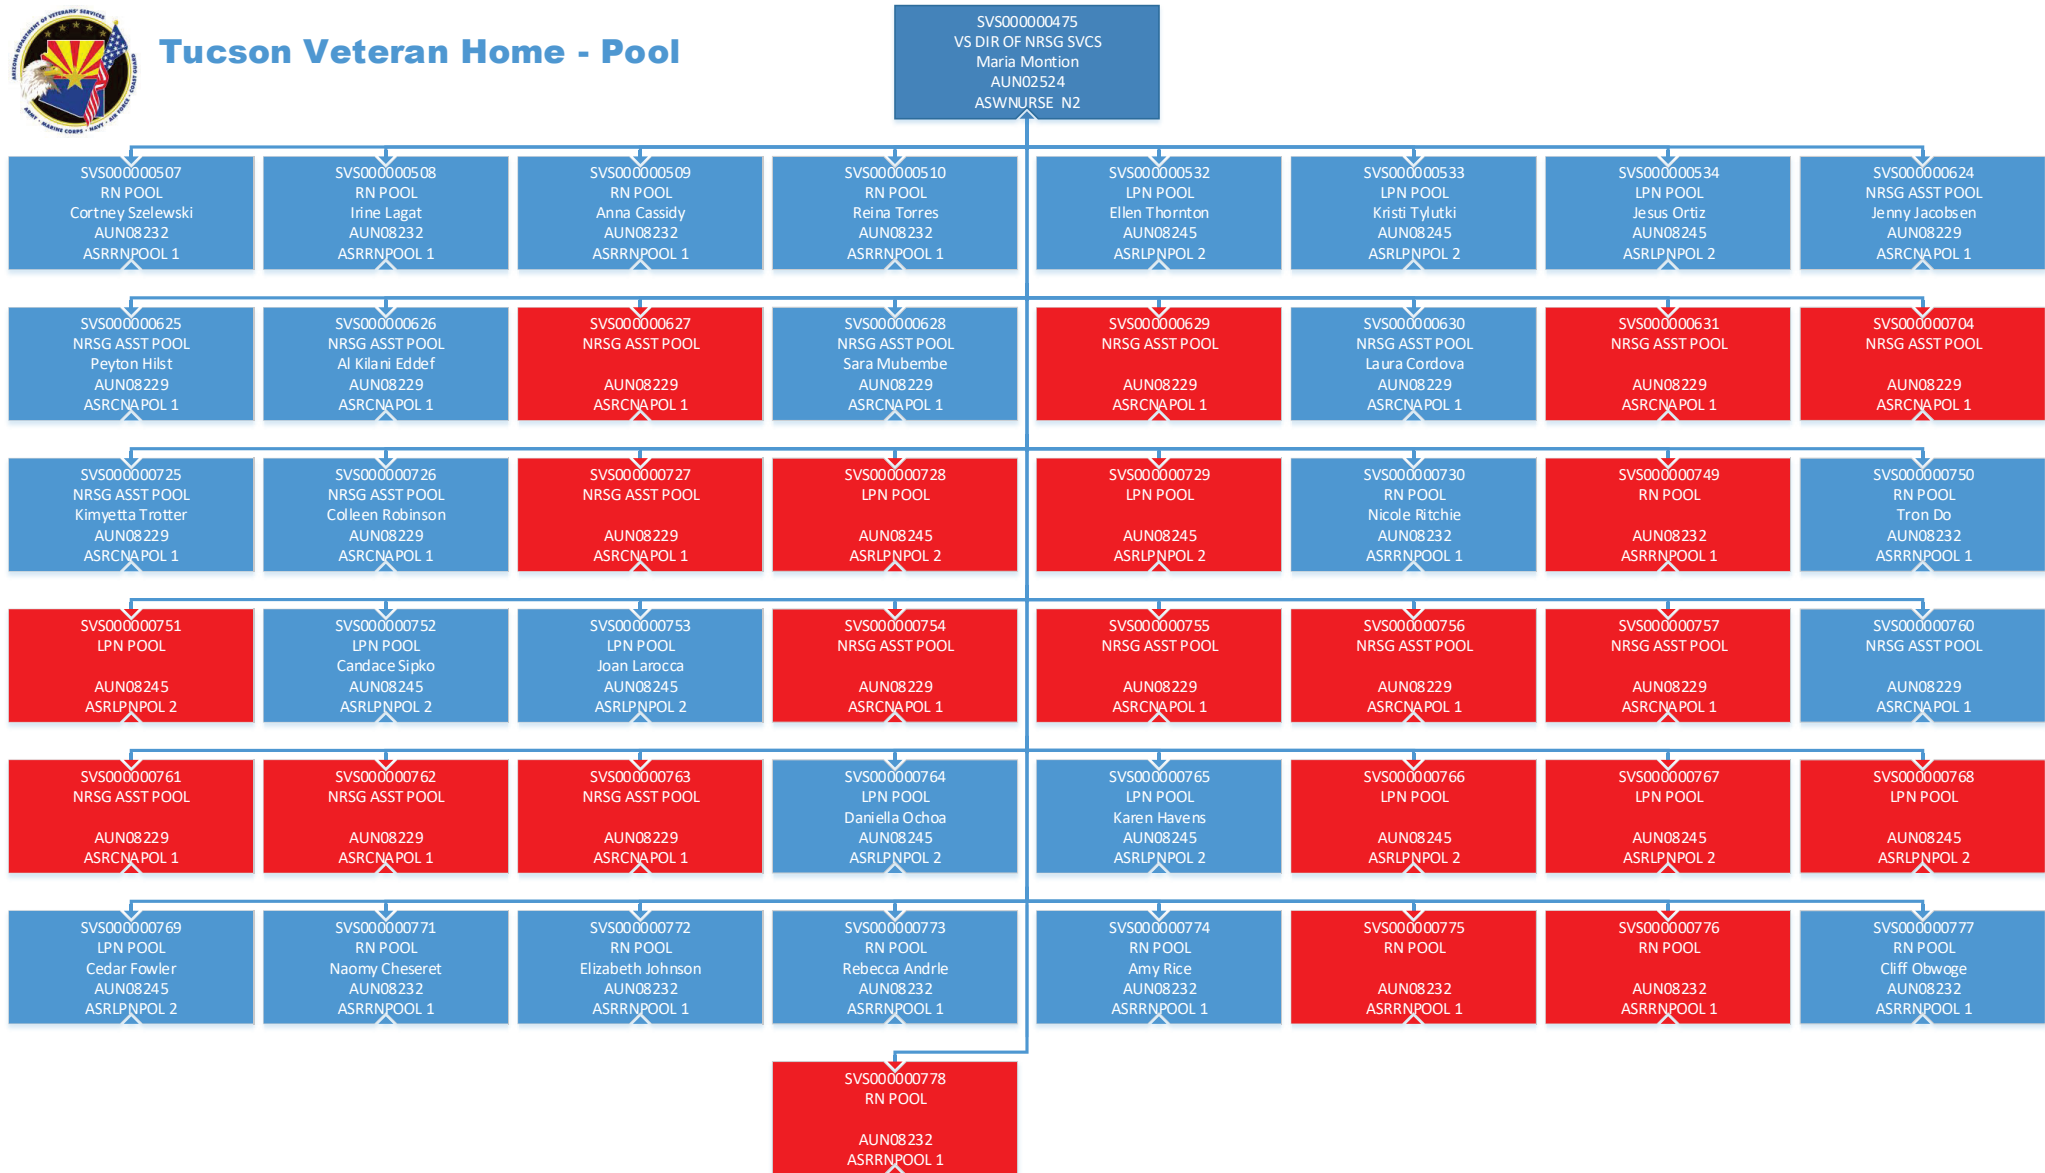 ARIZONA DEPARTMENT OF VETERANS' SERVICES
ARMY - MARINE CORPS - NAVY - AIR FORCE - COAST GUARD
Tucson Veteran Home - Pool
SVS000000475
VS DIR OF NRSG SVCS
Maria Montion
AUN02524
ASWNURSE N2
SVS000000507
RN POOL
Cortney Szelewski
AUN08232
ASRRNPOOL 1
SVS000000508
RN POOL
Irine Lagat
AUN08232
ASRRNPOOL 1
SVS000000509
RN POOL
Anna Cassidy
AUN08232
ASRRNPOOL 1
SVS000000510
RN POOL
Reina Torres
AUN08232
ASRRNPOOL 1
SVS000000532
LPN POOL
Ellen Thornton
AUN08245
ASRLPNPOL 2
SVS000000533
LPN POOL
Kristi Tylutki
AUN08245
ASRLPNPOL 2
SVS000000534
LPN POOL
Jesus Ortiz
AUN08245
ASRLPNPOL 2
SVS000000624
NRSG ASST POOL
Jenny Jacobsen
AUN08229
ASRCNAPOL 1
SVS000000625
NRSG ASST POOL
Peyton Hilst
AUN08229
ASRCNAPOL 1
SVS000000626
NRSG ASST POOL
Al Kilani Eddef
AUN08229
ASRCNAPOL 1
SVS000000627
NRSG ASST POOL
AUN08229
ASRCNAPOL 1
SVS000000628
NRSG ASST POOL
Sara Mubembe
AUN08229
ASRCNAPOL 1
SVS000000629
NRSG ASST POOL
AUN08229
ASRCNAPOL 1
SVS000000630
NRSG ASST POOL
Laura Cordova
AUN08229
ASRCNAPOL 1
SVS000000631
NRSG ASST POOL
AUN08229
ASRCNAPOL 1
SVS000000704
NRSG ASST POOL
AUN08229
ASRCNAPOL 1
SVS000000725
NRSG ASST POOL
Kimyetta Trotter
AUN08229
ASRCNAPOL 1
SVS000000726
NRSG ASST POOL
Colleen Robinson
AUN08229
ASRCNAPOL 1
SVS000000727
NRSG ASST POOL
AUN08229
ASRCNAPOL 1
SVS000000728
LPN POOL
AUN08245
ASRLPNPOL 2
SVS000000729
LPN POOL
AUN08245
ASRLPNPOL 2
SVS000000730
RN POOL
Nicole Ritchie
AUN08232
ASRRNPOOL 1
SVS000000749
RN POOL
AUN08232
ASRRNPOOL 1
SVS000000750
RN POOL
Tron Do
AUN08232
ASRRNPOOL 1
SVS000000751
LPN POOL
AUN08245
ASRLPNPOL 2
SVS000000752
LPN POOL
Candace Sipko
AUN08245
ASRLPNPOL 2
SVS000000753
LPN POOL
Joan Larocca
AUN08245
ASRLPNPOL 2
SVS000000754
NRSG ASST POOL
AUN08229
ASRCNAPOL 1
SVS000000755
NRSG ASST POOL
AUN08229
ASRCNAPOL 1
SVS000000756
NRSG ASST POOL
AUN08229
ASRCNAPOL 1
SVS000000757
NRSG ASST POOL
AUN08229
ASRCNAPOL 1
SVS000000760
NRSG ASST POOL
AUN08229
ASRCNAPOL 1
SVS000000761
NRSG ASST POOL
AUN08229
ASRCNAPOL 1
SVS000000762
NRSG ASST POOL
AUN08229
ASRCNAPOL 1
SVS000000763
NRSG ASST POOL
AUN08229
ASRCNAPOL 1
SVS000000764
LPN POOL
Daniella Ochoa
AUN08245
ASRLPNPOL 2
SVS000000765
LPN POOL
Karen Havens
AUN08245
ASRLPNPOL 2
SVS000000766
LPN POOL
AUN08245
ASRLPNPOL 2
SVS000000767
LPN POOL
AUN08245
ASRLPNPOL 2
SVS000000768
LPN POOL
AUN08245
ASRLPNPOL 2
SVS000000769
LPN POOL
Cedar Fowler
AUN08245
ASRLPNPOL 2
SVS000000771
RN POOL
Naomy Cheseret
AUN08232
ASRRNPOOL 1
SVS000000772
RN POOL
Elizabeth Johnson
AUN08232
ASRRNPOOL 1
SVS000000773
RN POOL
Rebecca Andrle
AUN08232
ASRRNPOOL 1
SVS000000774
RN POOL
Amy Rice
AUN08232
ASRRNPOOL 1
SVS000000775
RN POOL
AUN08232
ASRRNPOOL 1
SVS000000776
RN POOL
AUN08232
ASRRNPOOL 1
SVS000000777
RN POOL
Cliff Obwoge
AUN08232
ASRRNPOOL 1
SVS000000778
RN POOL
AUN08232
ASRRNPOOL 1